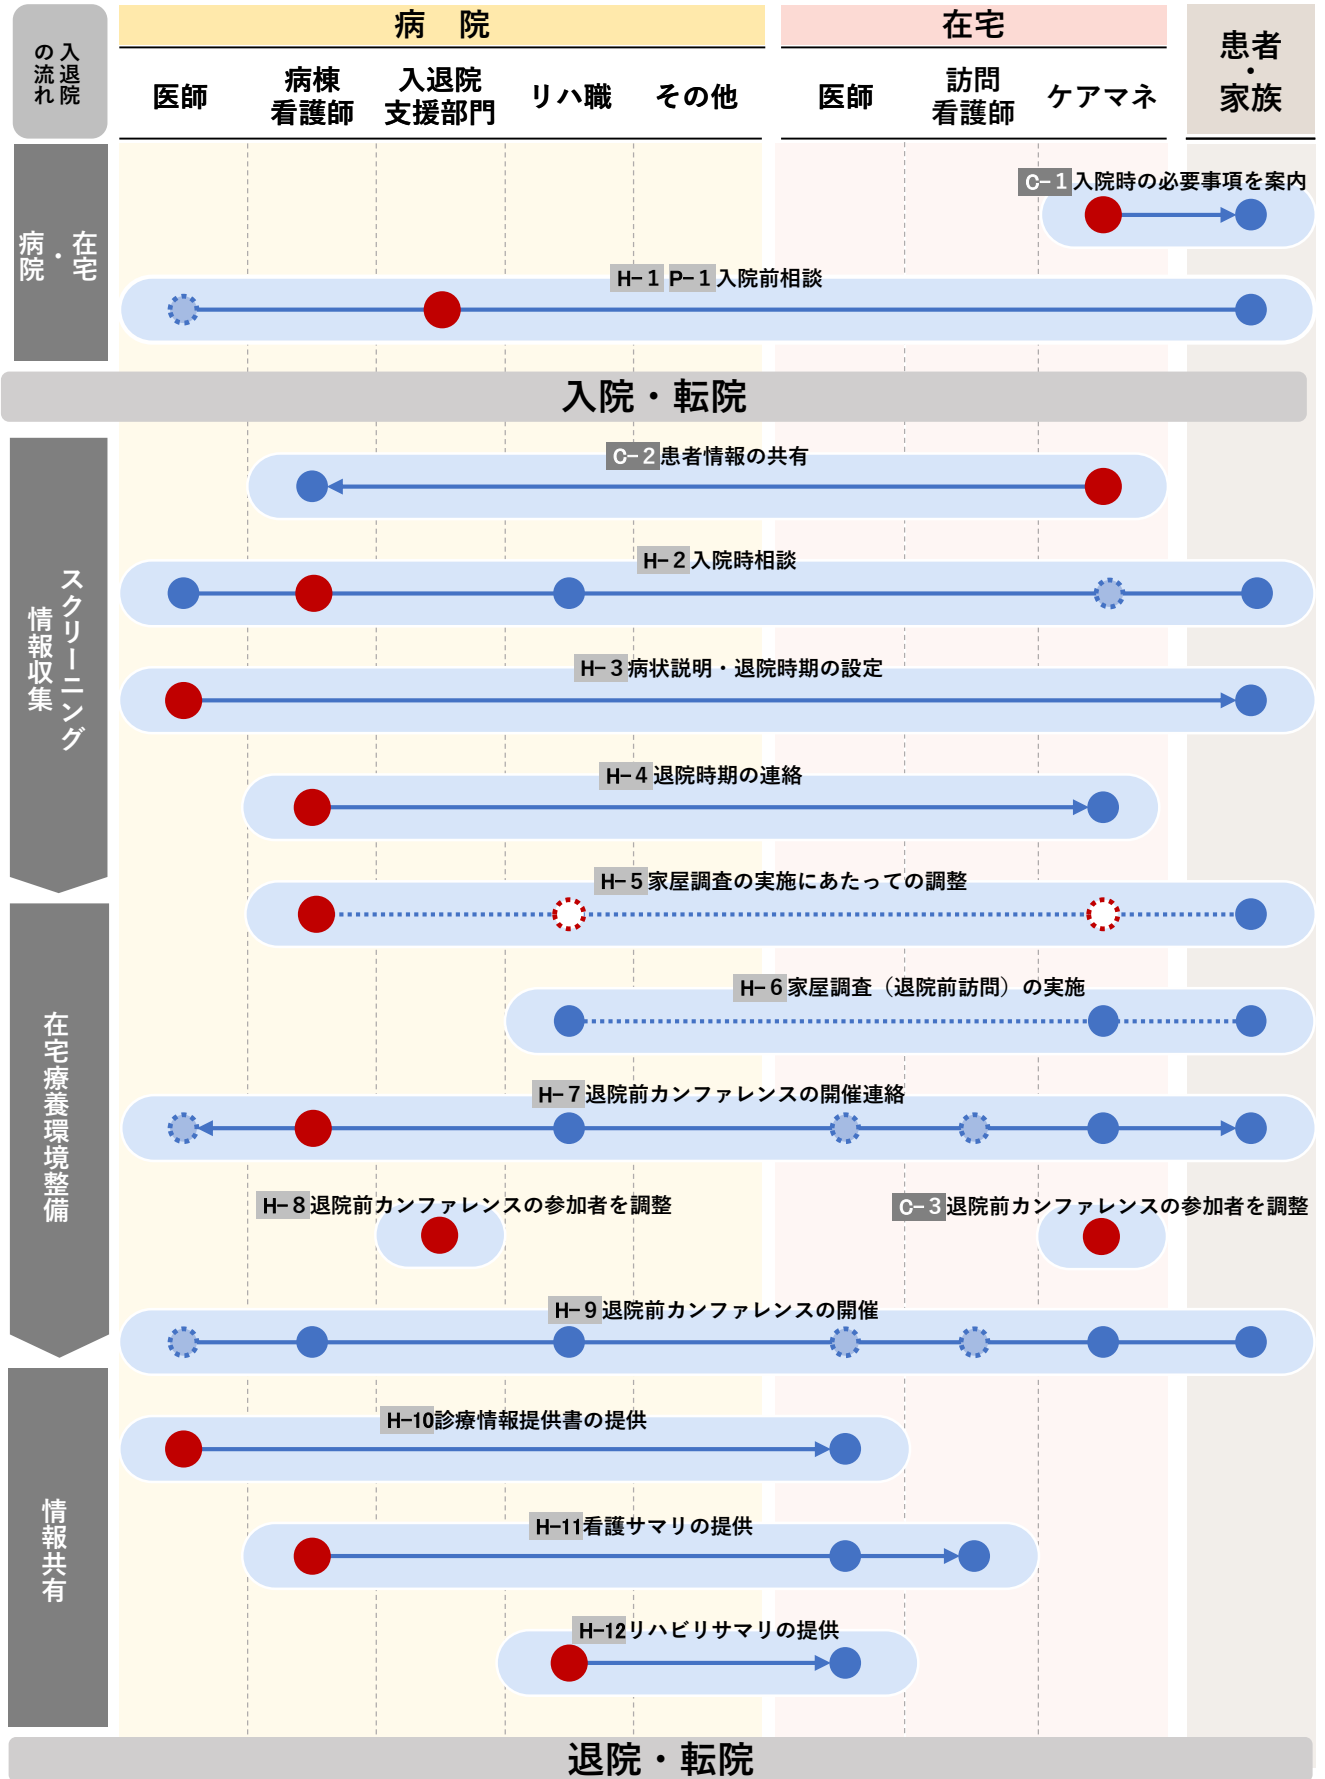 入退院
の流れ
病　院
在宅
患者
・
家族
医師
病棟
看護師
入退院
支援部門
リハ職
その他
医師
訪問
看護師
ケアマネ
在宅
・
病院
C-1 入院時の必要事項を案内
H-1 P-1 入院前相談
入院・転院
スクリーニング
情報収集
C-2 患者情報の共有
H-2 入院時相談
H-3 病状説明・退院時期の設定
H-4 退院時期の連絡
H-5 家屋調査の実施にあたっての調整
在宅療養環境整備
H-6 家屋調査（退院前訪問）の実施
H-7 退院前カンファレンスの開催連絡
H-8 退院前カンファレンスの参加者を調整
C-3 退院前カンファレンスの参加者を調整
H-9 退院前カンファレンスの開催
情報共有
H-10 診療情報提供書の提供
H-11 看護サマリの提供
H-12 リハビリサマリの提供
退院・転院